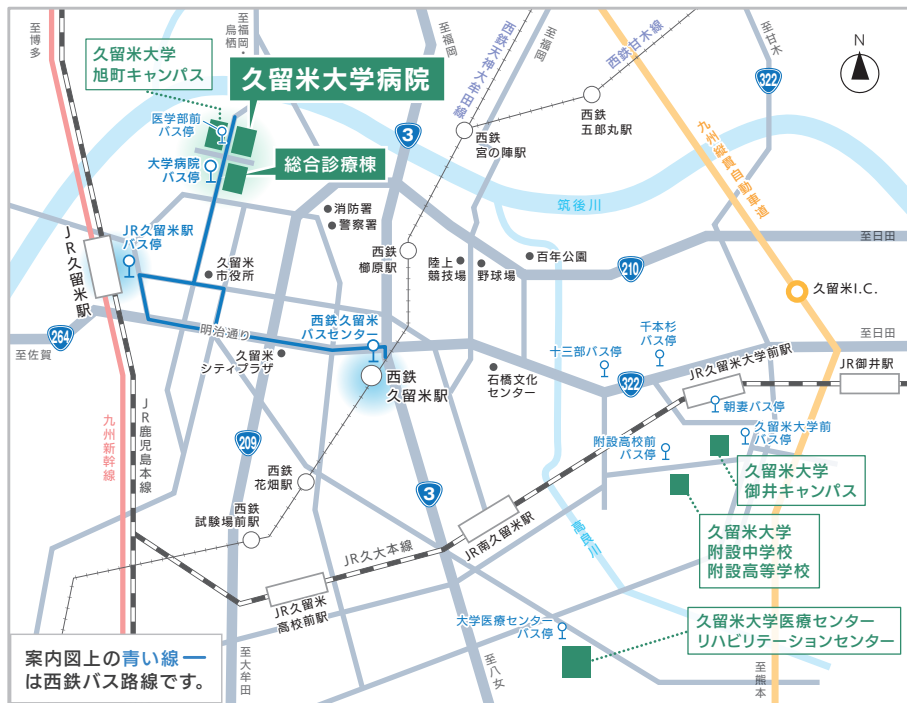 至博多
至福岡・
鳥栖
至福岡
西鉄天神大牟田線
至福岡
西鉄甘木線
至甘木
N
久留米大学
旭町キャンパス
久留米大学病院
医学部前
バス停
大学病院
バス停
総合診療棟
3
322
西鉄
宮の陣駅
西鉄
五郎丸駅
九州縦貫自動車道
筑後川
消防署
警察署
JR久留米駅
バス停
JR久留米駅
久留米
市役所
西鉄
櫛原駅
陸上
競技場
野球場
百年公園
210
至日田
久留米I.C.
264
至佐賀
明治通り
西鉄久留米
バスセンター
久留米
シティプラザ
西鉄
久留米駅
石橋文化
センター
十三部バス停
千本杉
バス停
322
至日田
JR久留米大学前駅
JR御井駅
朝妻バス停
久留米大学前
バス停
附設高校前
バス停
久留米大学
御井キャンパス
久留米大学
附設中学校
附設高等学校
九州新幹線
JR鹿児島本線
209
西鉄
花畑駅
西鉄
試験場前駅
3
JR南久留米駅
高良川
JR久大本線
JR久留米
高校前駅
大学医療センター
バス停
久留米大学医療センター
リハビリテーションセンター
案内図上の青い線
は西鉄バス路線です。
至大牟田
至八女
至熊本